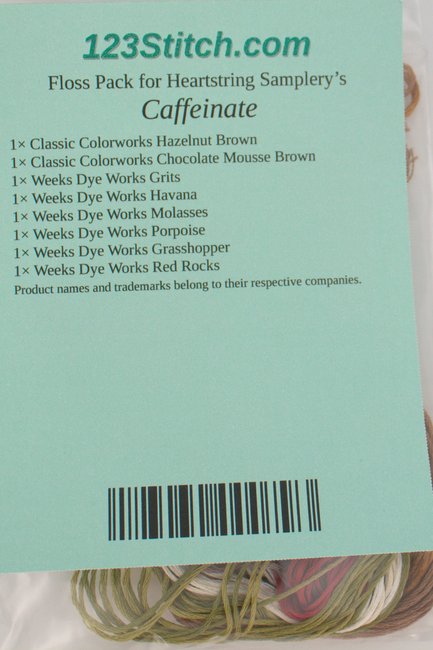 123Stitch.com
Floss Pack for Heartstring Samplery’s
Caffeinate
1× Classic Colorworks Hazelnut Brown
1× Classic Colorworks Chocolate Mousse Brown
1× Weeks Dye Works Grits
1× Weeks Dye Works Havana
1× Weeks Dye Works Molasses
1× Weeks Dye Works Porpoise
1× Weeks Dye Works Grasshopper
1× Weeks Dye Works Red Rocks
Product names and trademarks belong to their respective companies.